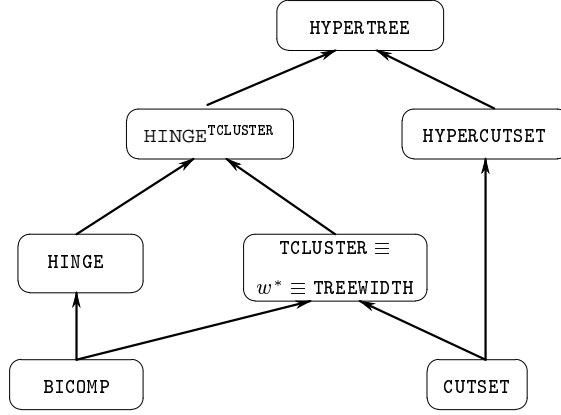 HYPERTREE
HINGE^TCLUSTER
HYPERCUTSET
HINGE
TCLUSTER ≡
w* ≡ TREEWIDTH
BICOMP
CUTSET